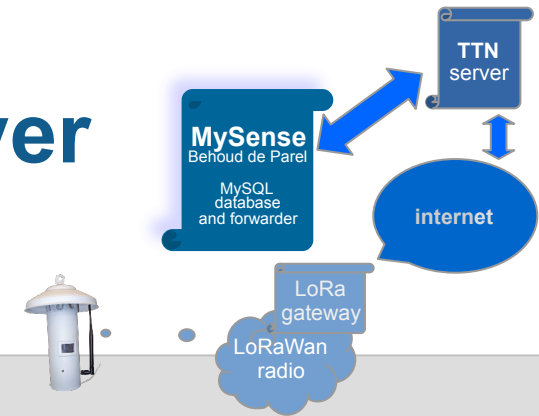 TTN
server
ver
MySense
Behoud de Parel
MySQL
database
and forwarder
internet
LoRa
gateway
LoRaWan
radio